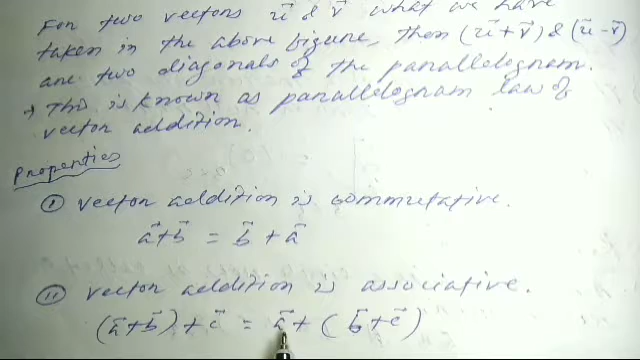 For two vectors u⃗ & v⃗ what we have
taken in the above figure, then (u⃗+v⃗) & (u⃗-v⃗)
are two diagonals of the parallelogram.
→ This is known as parallelogram law of
vector addition.
Properties
(i) vector addition is commutative.
a⃗+b⃗ = b⃗+a⃗
(ii) vector addition is associative.
(a⃗+b⃗)+c⃗ = a⃗+(b⃗+c⃗)